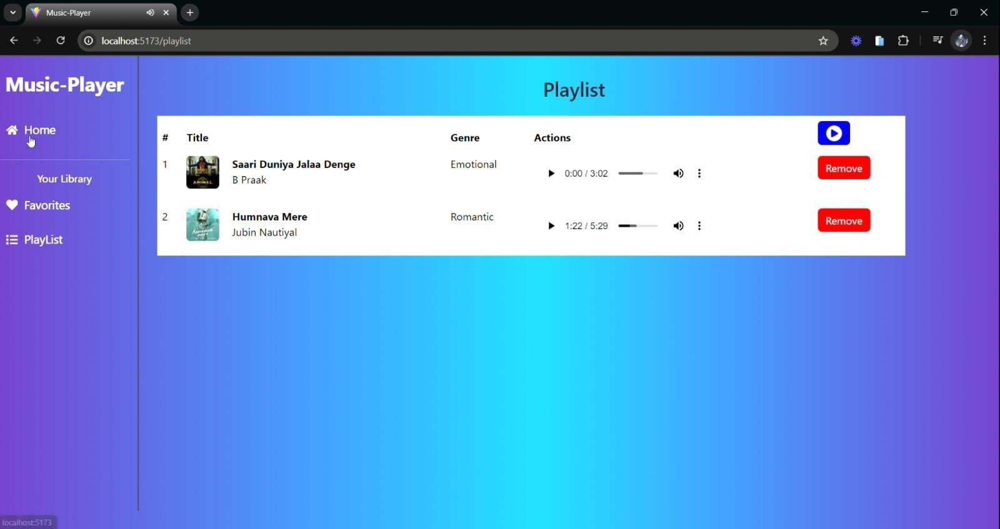 Music-Player
localhost:5173/playlist
Music-Player
Home
Your Library
Favorites
PlayList
Playlist
# Title Genre Actions
1 Saari Duniya Jalaa Denge Emotional 0:00 / 3:02 Remove
B Praak
2 Humnava Mere Romantic 1:22 / 5:29 Remove
Jubin Nautiyal
ANIMAL
localhost:5173